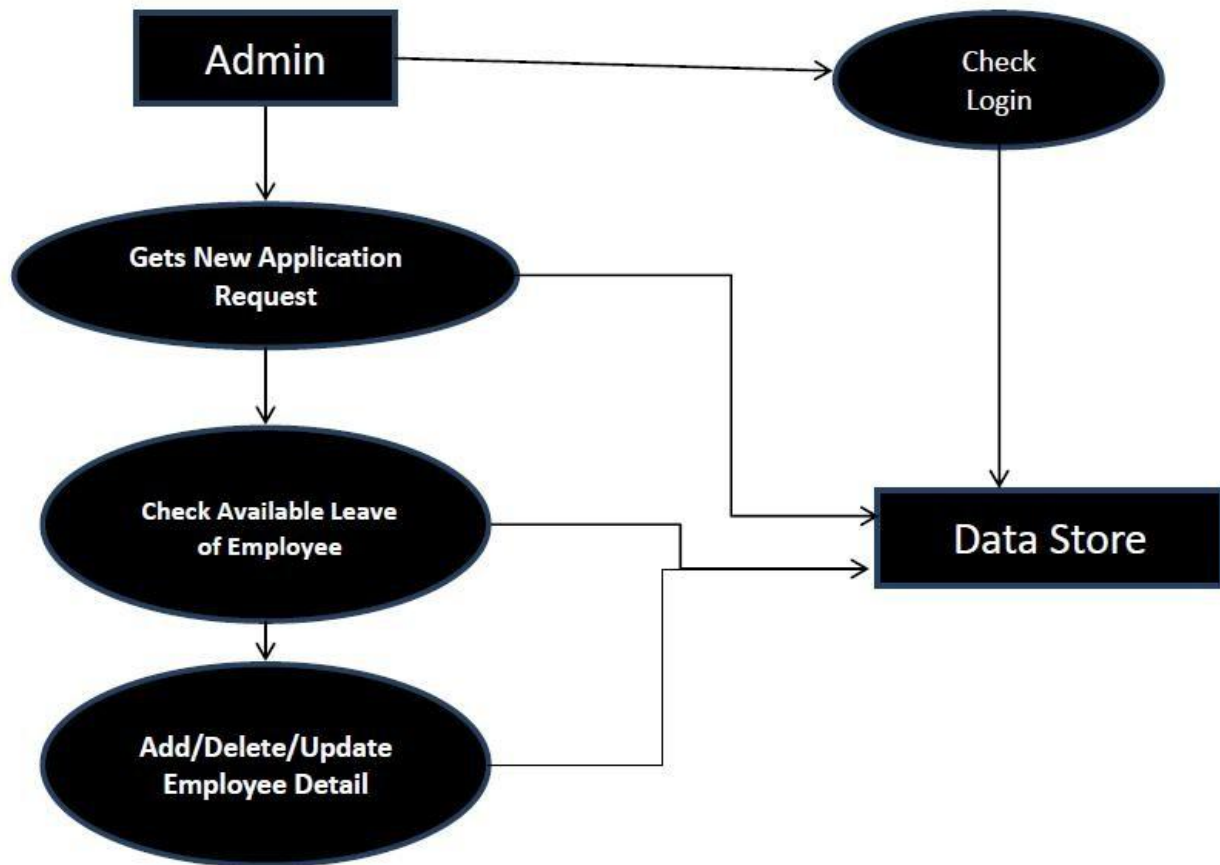 Admin
Check
Login
Gets New Application
Request
Check Available Leave
of Employee
Data Store
Add/Delete/Update
Employee Detail